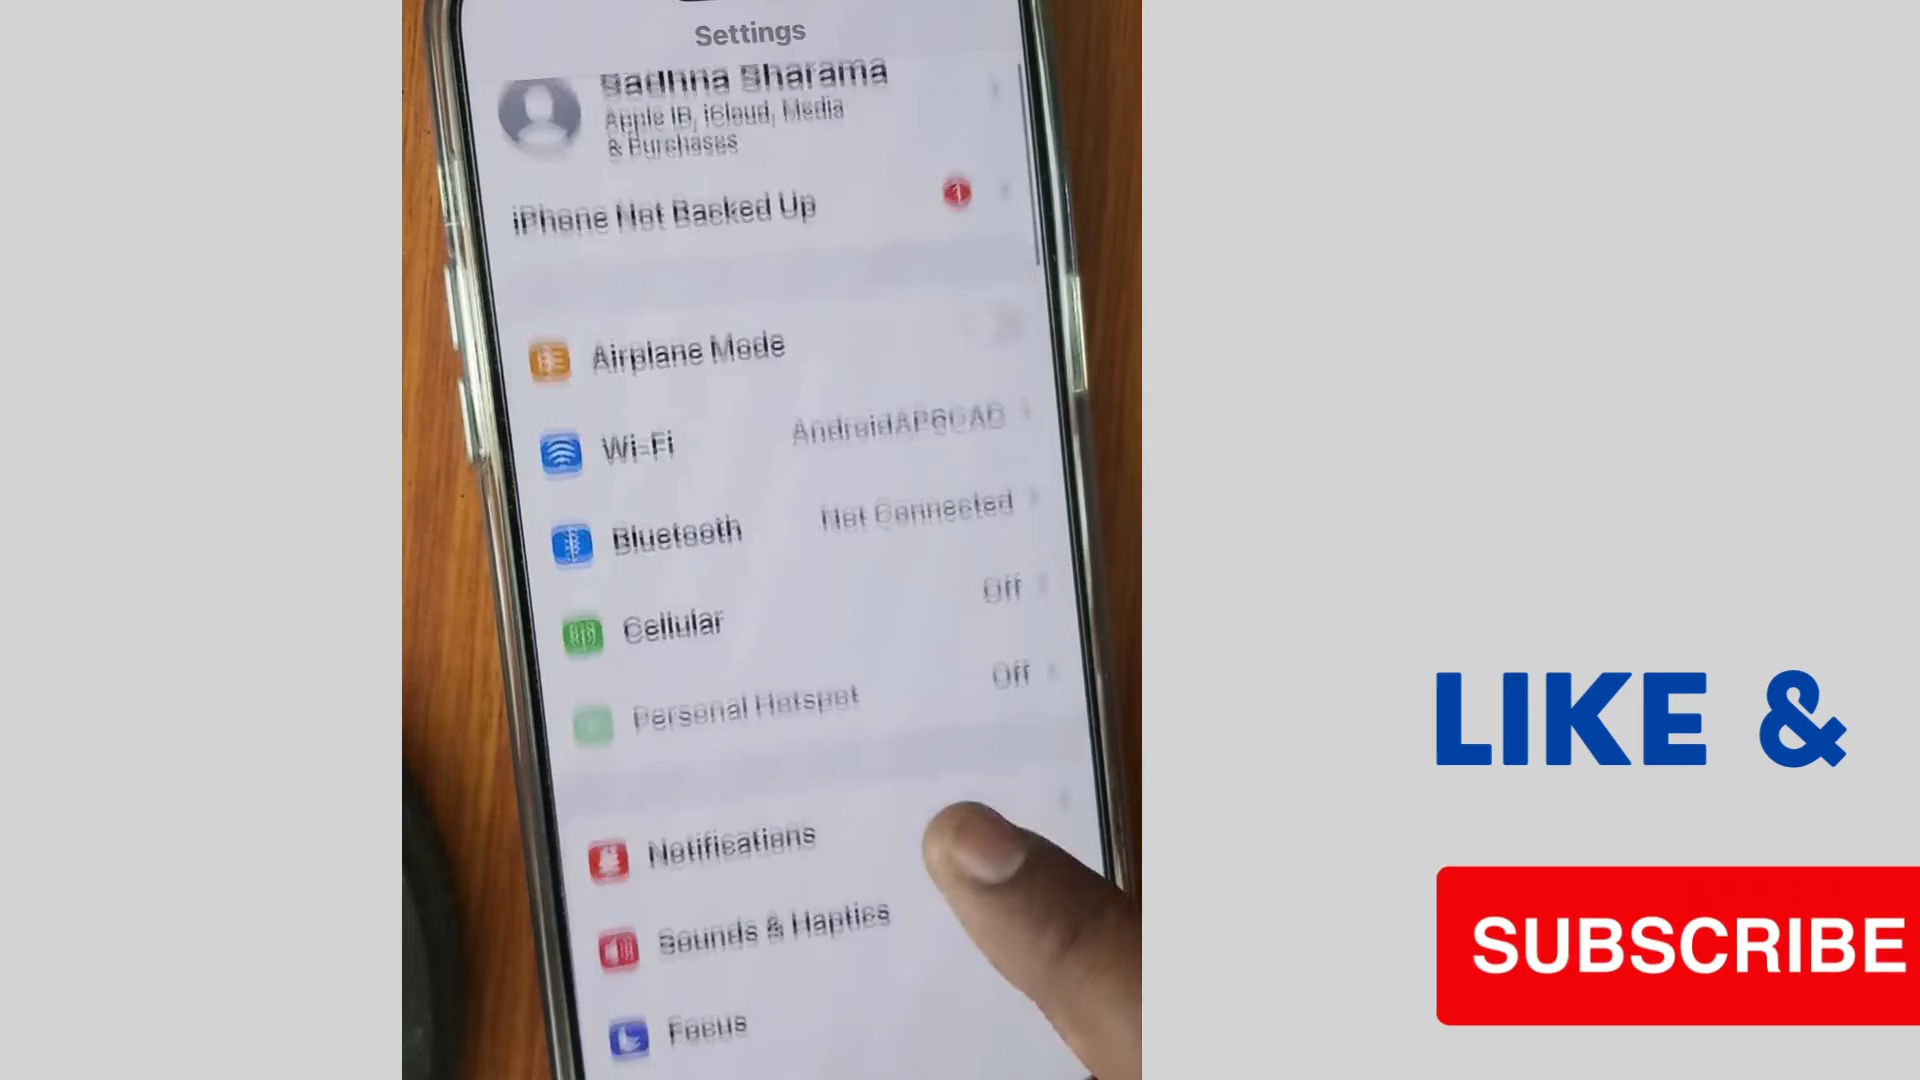 Settings
Sadhna Sharama
Apple ID, iCloud, Media
& Purchases
iPhone Not Backed Up
1
Airplane Mode
Wi-Fi
Bluetooth
Not Connected
Cellular
Off
Personal Hotspot
Off
Notifications
Sounds & Haptics
Focus
LIKE &
SUBSCRIBE